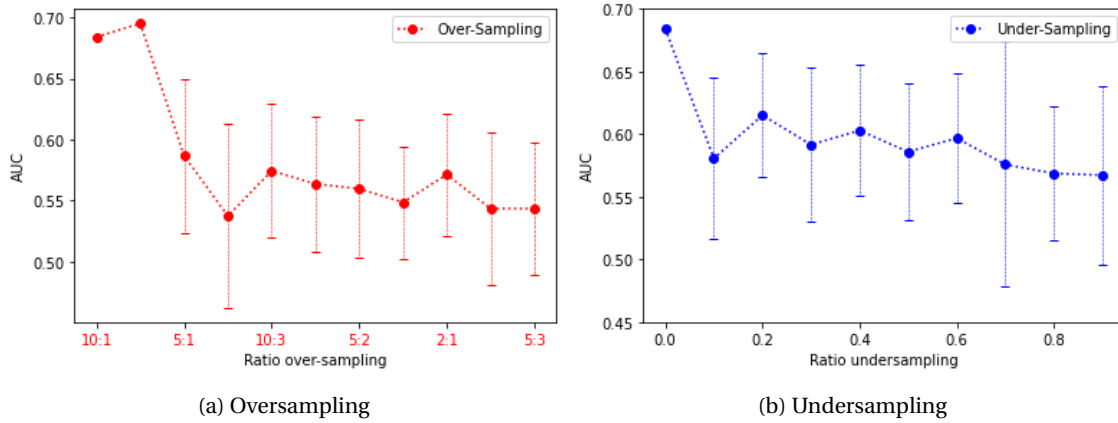 0.70
0.65
0.60
0.55
0.50
AUC
Over-Sampling
10:1 5:1 10:3 5:2 2:1 5:3
Ratio over-sampling
(a) Oversampling
0.70
0.65
0.60
0.55
0.50
0.45
AUC
Under-Sampling
0.0 0.2 0.4 0.6 0.8
Ratio undersampling
(b) Undersampling